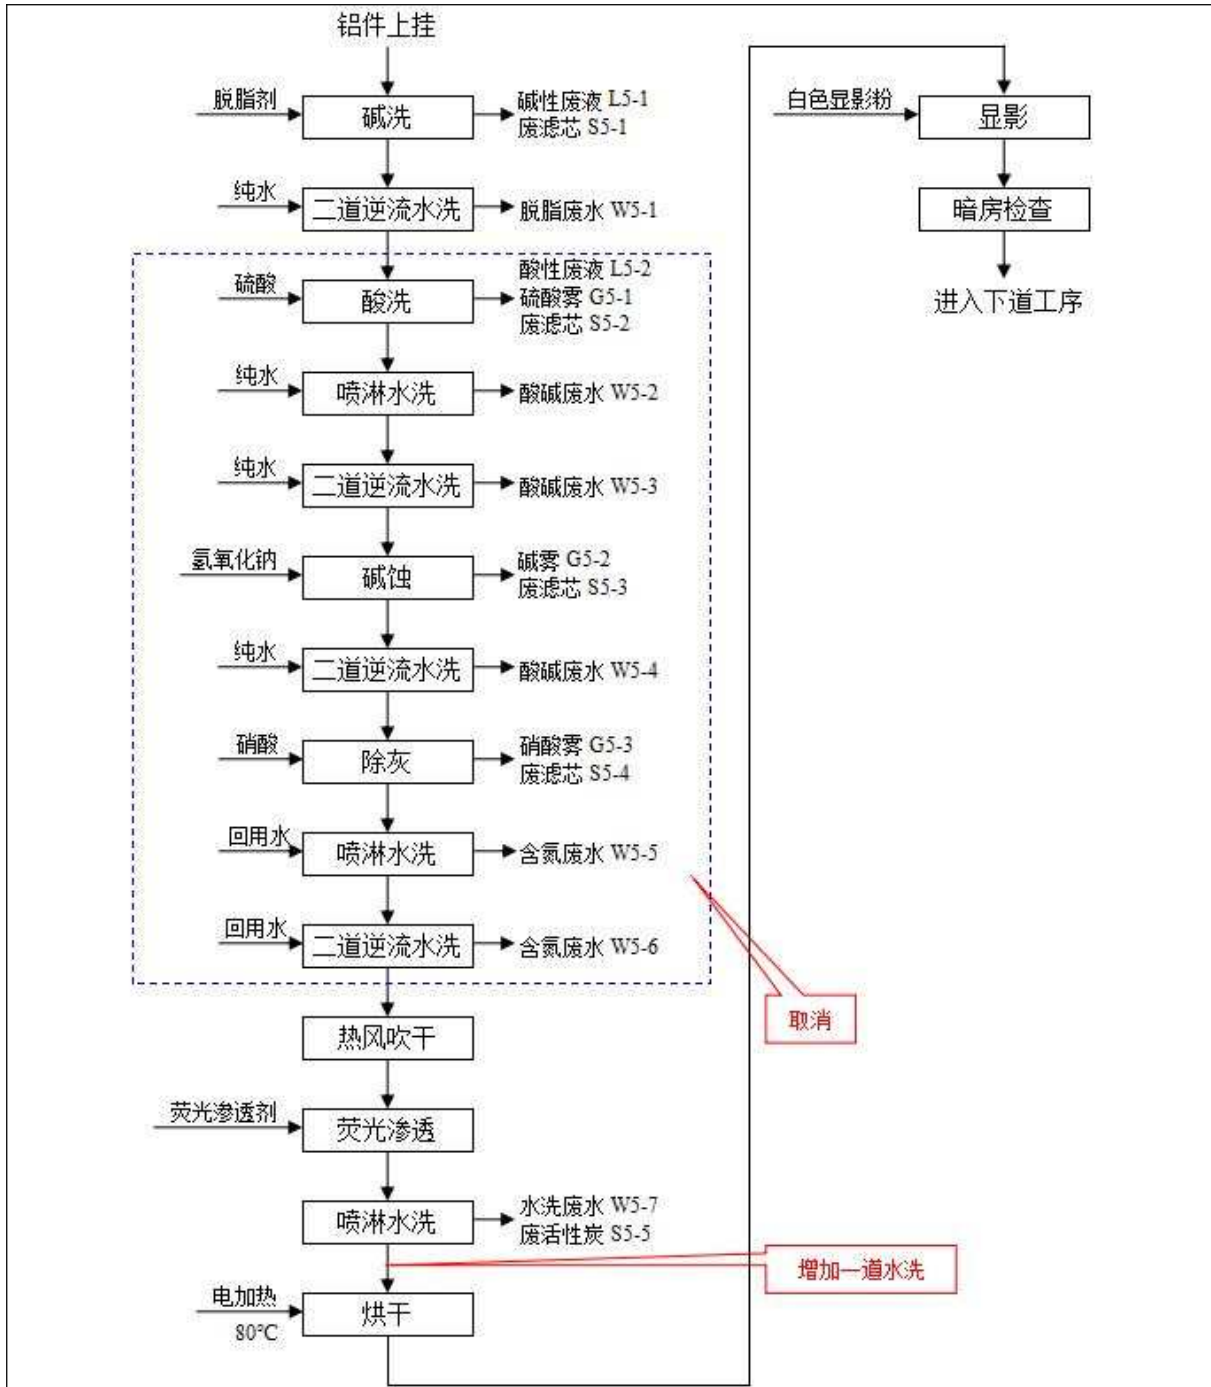 铝件上挂
脱脂剂
碱洗
碱性废液 L5-1
废滤芯 S5-1
纯水
二道逆流水洗
脱脂废水 W5-1
硫酸
酸洗
酸性废液 L5-2
硫酸雾 G5-1
废滤芯 S5-2
纯水
喷淋水洗
酸碱废水 W5-2
纯水
二道逆流水洗
酸碱废水 W5-3
氢氧化钠
碱蚀
碱雾 G5-2
废滤芯 S5-3
纯水
二道逆流水洗
酸碱废水 W5-4
硝酸
除灰
硝酸雾 G5-3
废滤芯 S5-4
回用水
喷淋水洗
含氮废水 W5-5
回用水
二道逆流水洗
含氮废水 W5-6
取消
热风吹干
荧光渗透剂
荧光渗透
喷淋水洗
水洗废水 W5-7
废活性炭 S5-5
增加一道水洗
电加热
80℃
烘干
白色显影粉
显影
暗房检查
进入下道工序